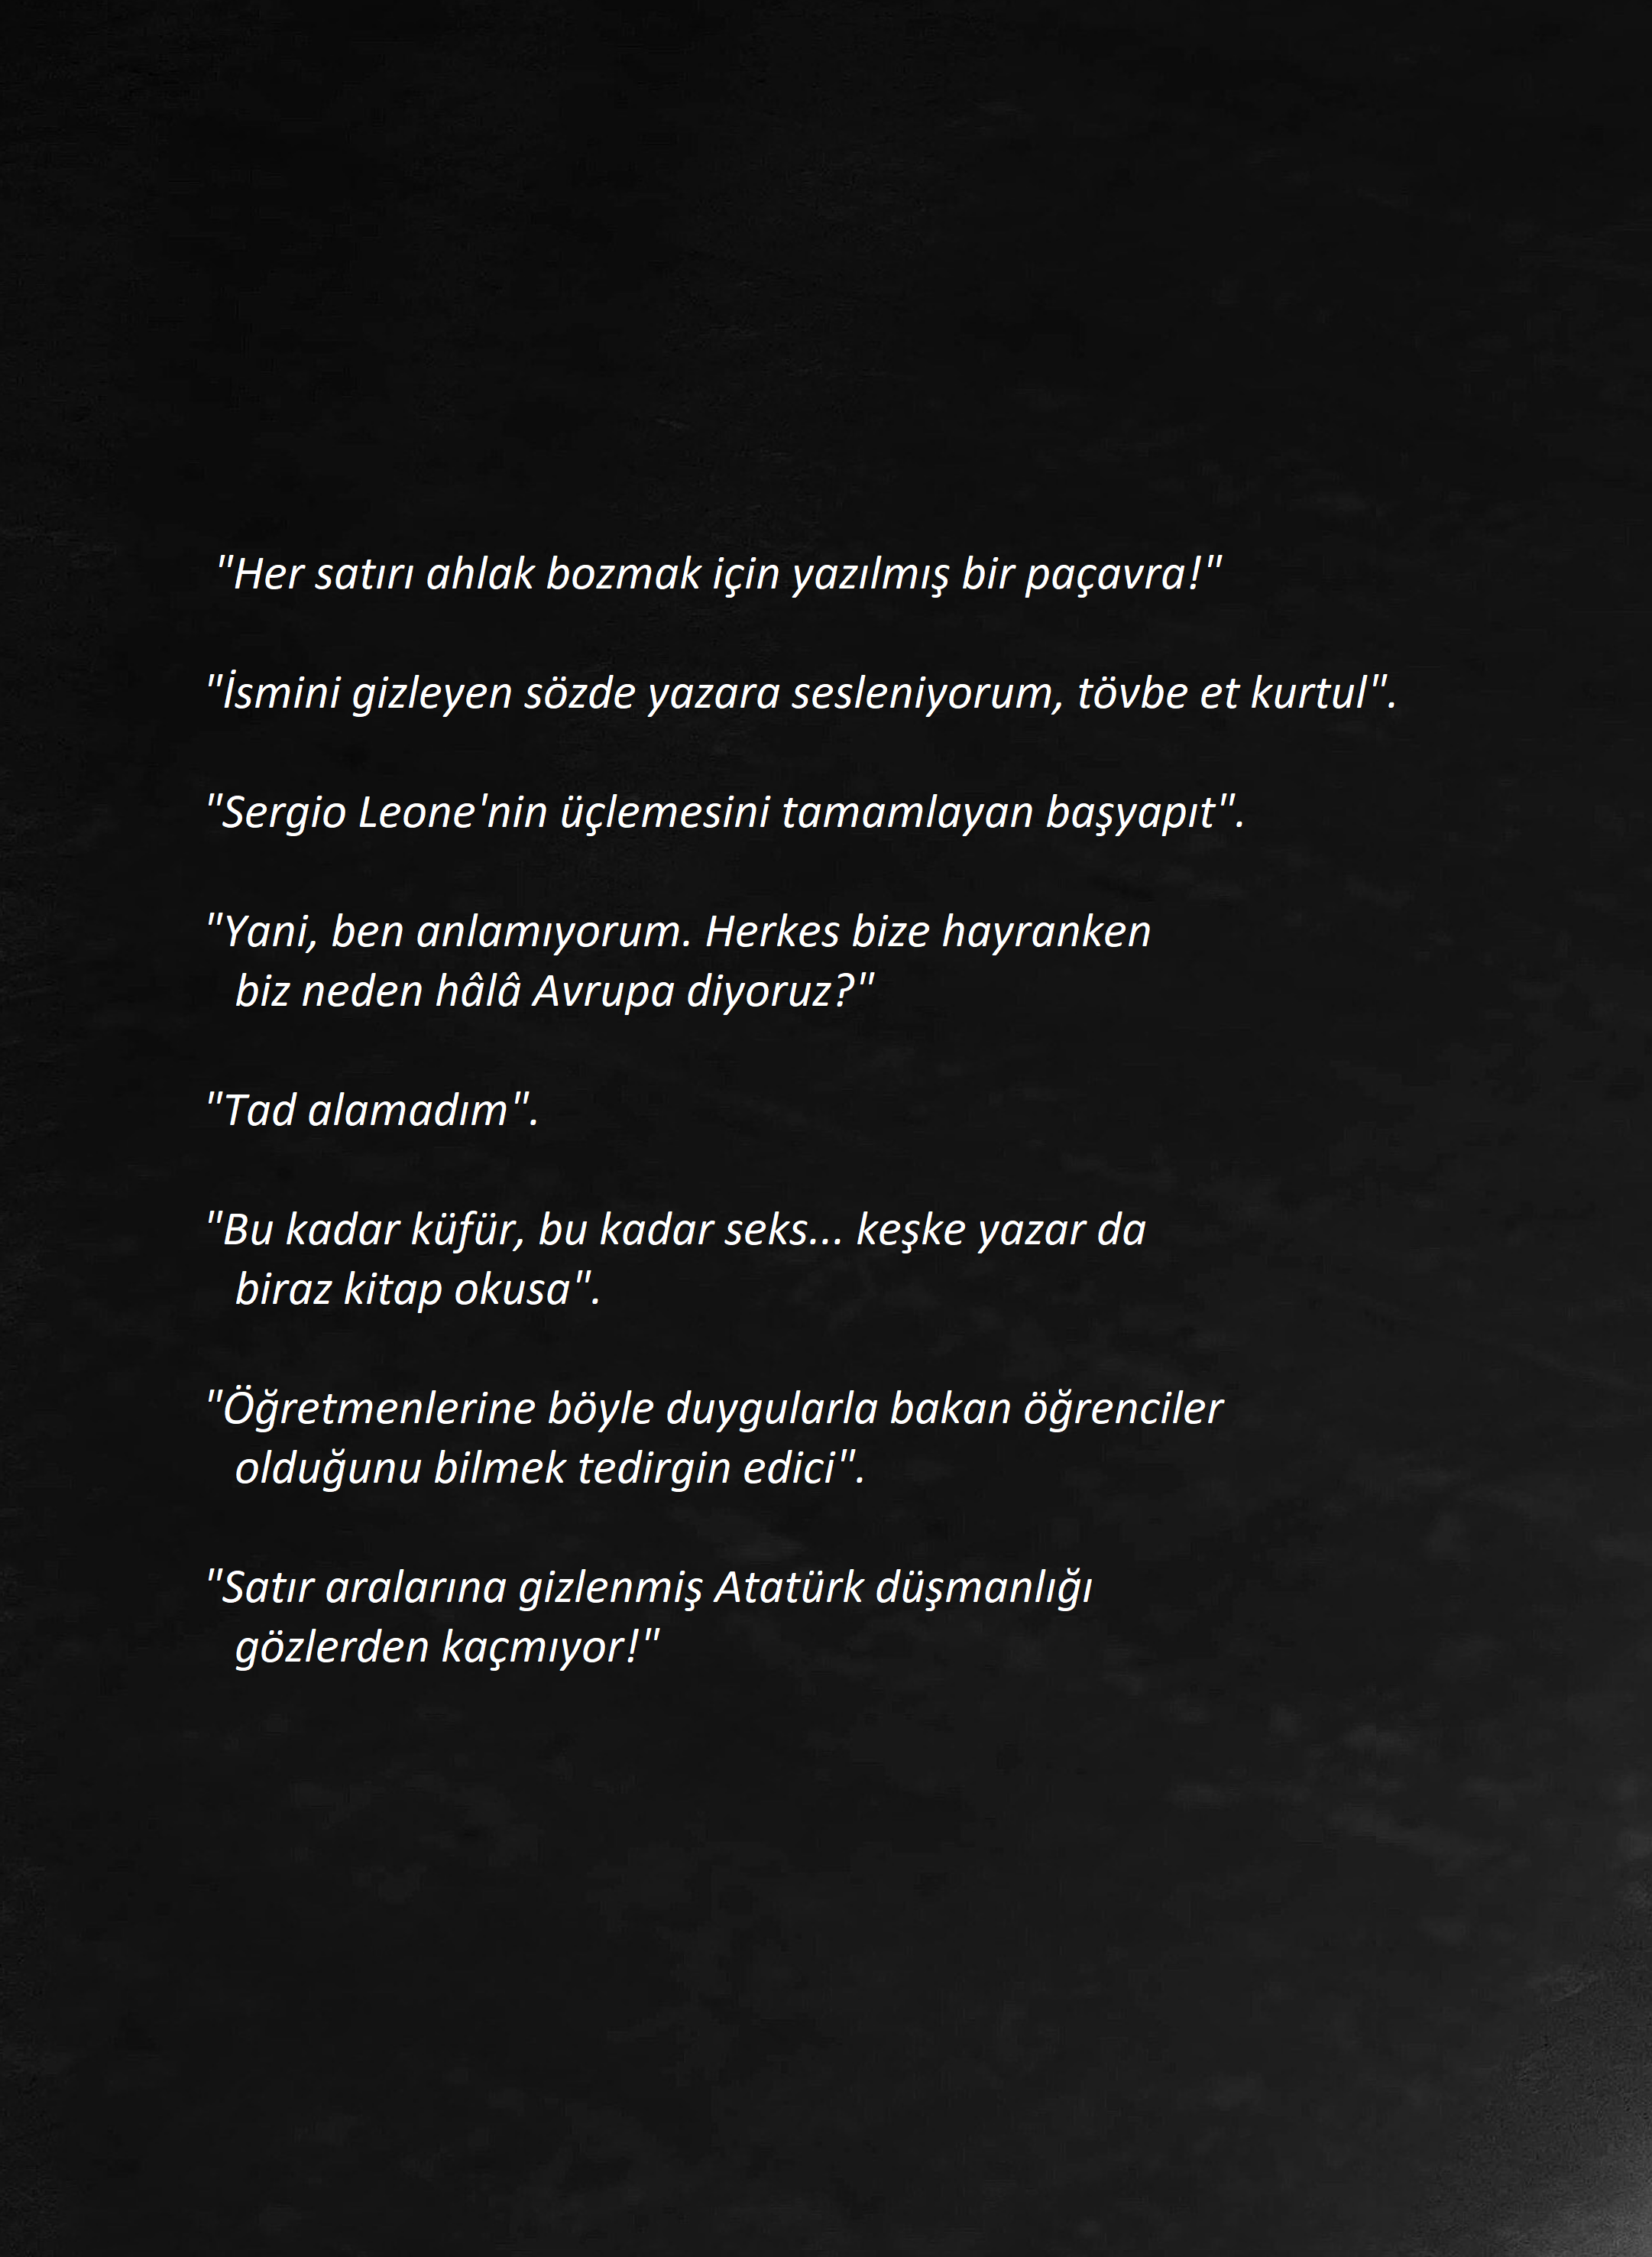 "Her satırı ahlak bozmak için yazılmış bir paçavra!"
"İsmini gizleyen sözde yazara sesleniyorum, tövbe et kurtul".
"Sergio Leone'nin üçlemesini tamamlayan başyapıt".
"Yani, ben anlamıyorum. Herkes bize hayranken
biz neden hâlâ Avrupa diyoruz?"
"Tad alamadım".
"Bu kadar küfür, bu kadar seks... keşke yazar da
biraz kitap okusa".
"Öğretmenlerine böyle duygularla bakan öğrenciler
olduğunu bilmek tedirgin edici".
"Satır aralarına gizlenmiş Atatürk düşmanlığı
gözlerden kaçmıyor!"